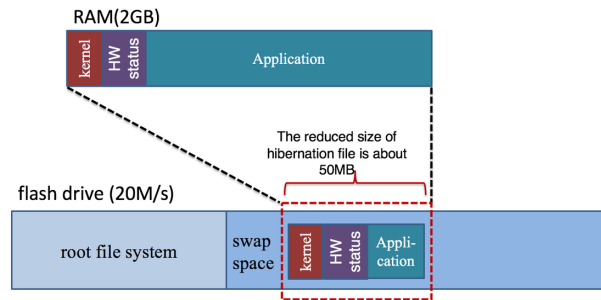 RAM(2GB)
kernel
HW
status
Application
The reduced size of
hibernation file is about
50MB
flash drive (20M/s)
root file system
swap
space
kernel
HW
status
Appli-
cation